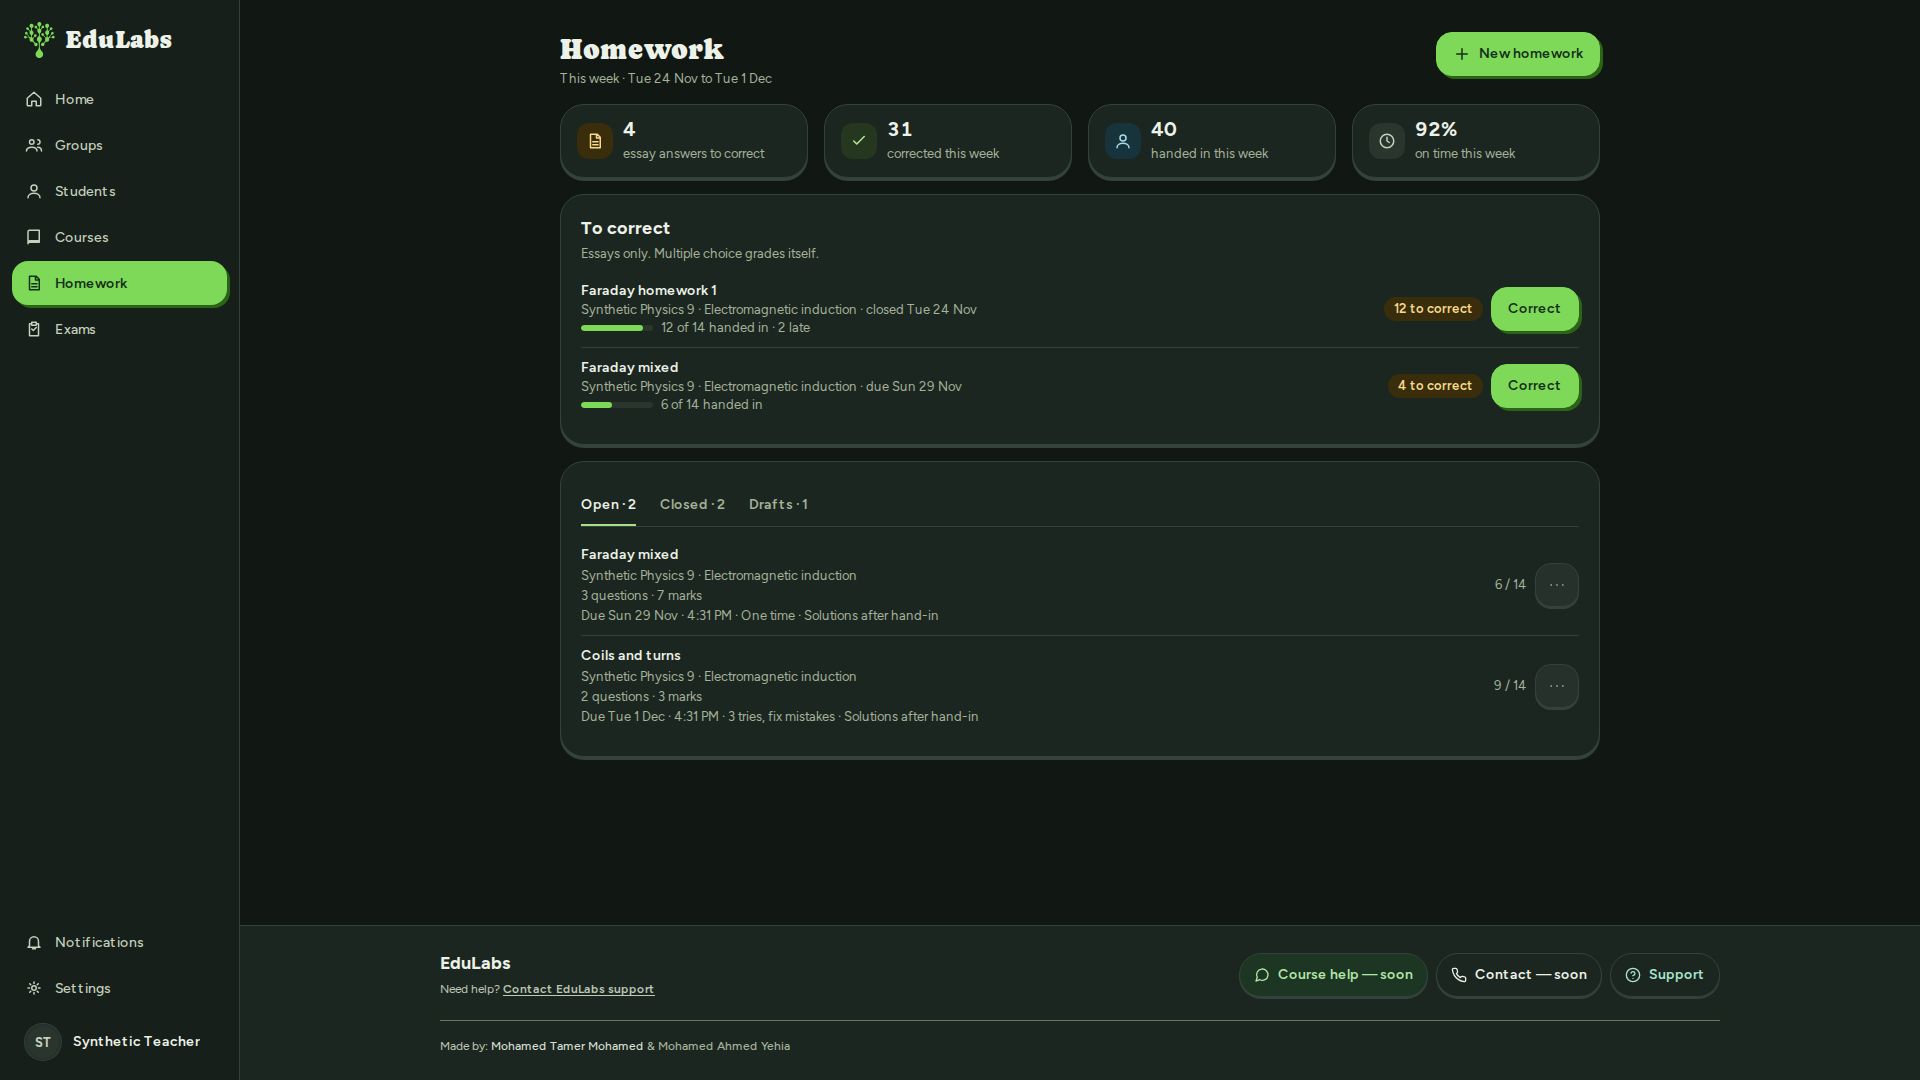 EduLabs
Home
Groups
Students
Courses
Homework
Exams
Notifications
Settings
ST
Synthetic Teacher
Homework
This week · Tue 24 Nov to Tue 1 Dec
New homework
4
essay answers to correct
31
corrected this week
40
handed in this week
92%
on time this week
To correct
Essays only. Multiple choice grades itself.
Faraday homework 1
Synthetic Physics 9 · Electromagnetic induction · closed Tue 24 Nov
12 of 14 handed in · 2 late
12 to correct
Correct
Faraday mixed
Synthetic Physics 9 · Electromagnetic induction · due Sun 29 Nov
6 of 14 handed in
4 to correct
Correct
Open · 2 Closed · 2 Drafts · 1
Faraday mixed
Synthetic Physics 9 · Electromagnetic induction
3 questions · 7 marks
Due Sun 29 Nov · 4:31 PM · One time · Solutions after hand-in
6 / 14
Coils and turns
Synthetic Physics 9 · Electromagnetic induction
2 questions · 3 marks
Due Tue 1 Dec · 4:31 PM · 3 tries, fix mistakes · Solutions after hand-in
9 / 14
EduLabs
Need help? Contact EduLabs support
Course help — soon
Contact — soon
Support
Made by: Mohamed Tamer Mohamed & Mohamed Ahmed Yehia